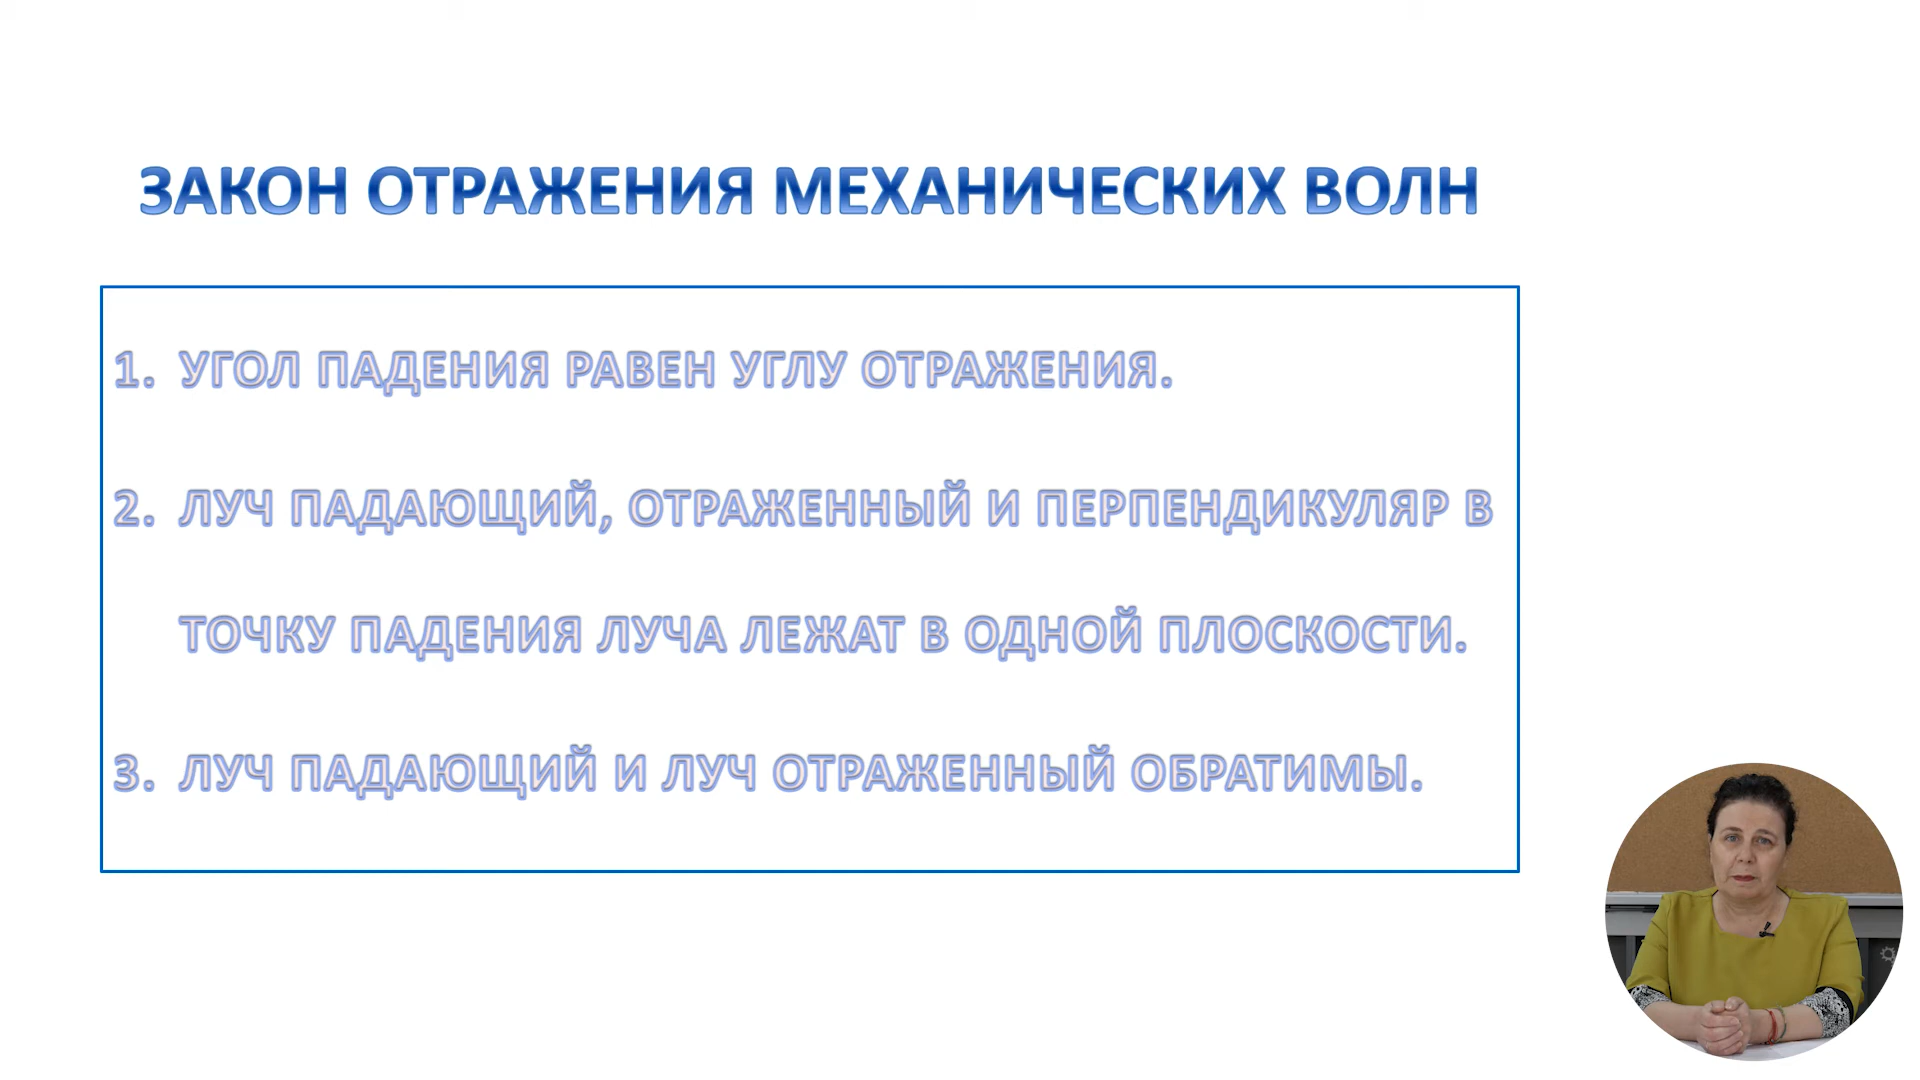 ЗАКОН ОТРАЖЕНИЯ МЕХАНИЧЕСКИХ ВОЛН
1. УГОЛ ПАДЕНИЯ РАВЕН УГЛУ ОТРАЖЕНИЯ.
2. ЛУЧ ПАДАЮЩИЙ, ОТРАЖЕННЫЙ И ПЕРПЕНДИКУЛЯР В
ТОЧКУ ПАДЕНИЯ ЛУЧА ЛЕЖАТ В ОДНОЙ ПЛОСКОСТИ.
3. ЛУЧ ПАДАЮЩИЙ И ЛУЧ ОТРАЖЕННЫЙ ОБРАТИМЫ.